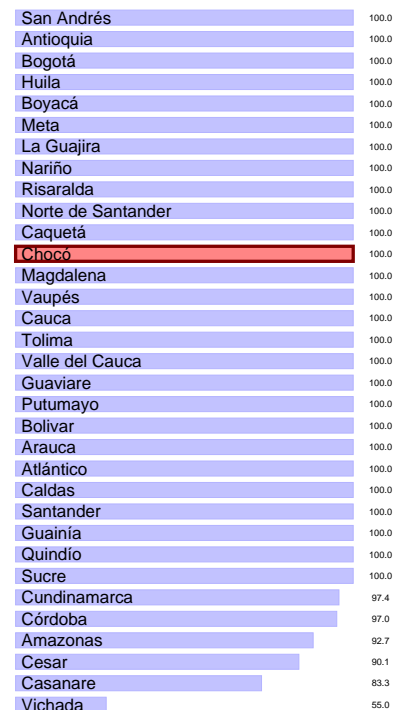 San Andrés 100.0
Antioquia 100.0
Bogotá 100.0
Huila 100.0
Boyacá 100.0
Meta 100.0
La Guajira 100.0
Nariño 100.0
Risaralda 100.0
Norte de Santander 100.0
Caquetá 100.0
Chocó 100.0
Magdalena 100.0
Vaupés 100.0
Cauca 100.0
Tolima 100.0
Valle del Cauca 100.0
Guaviare 100.0
Putumayo 100.0
Bolivar 100.0
Arauca 100.0
Atlántico 100.0
Caldas 100.0
Santander 100.0
Guainía 100.0
Quindío 100.0
Sucre 100.0
Cundinamarca 97.4
Córdoba 97.0
Amazonas 92.7
Cesar 90.1
Casanare 83.3
Vichada 55.0